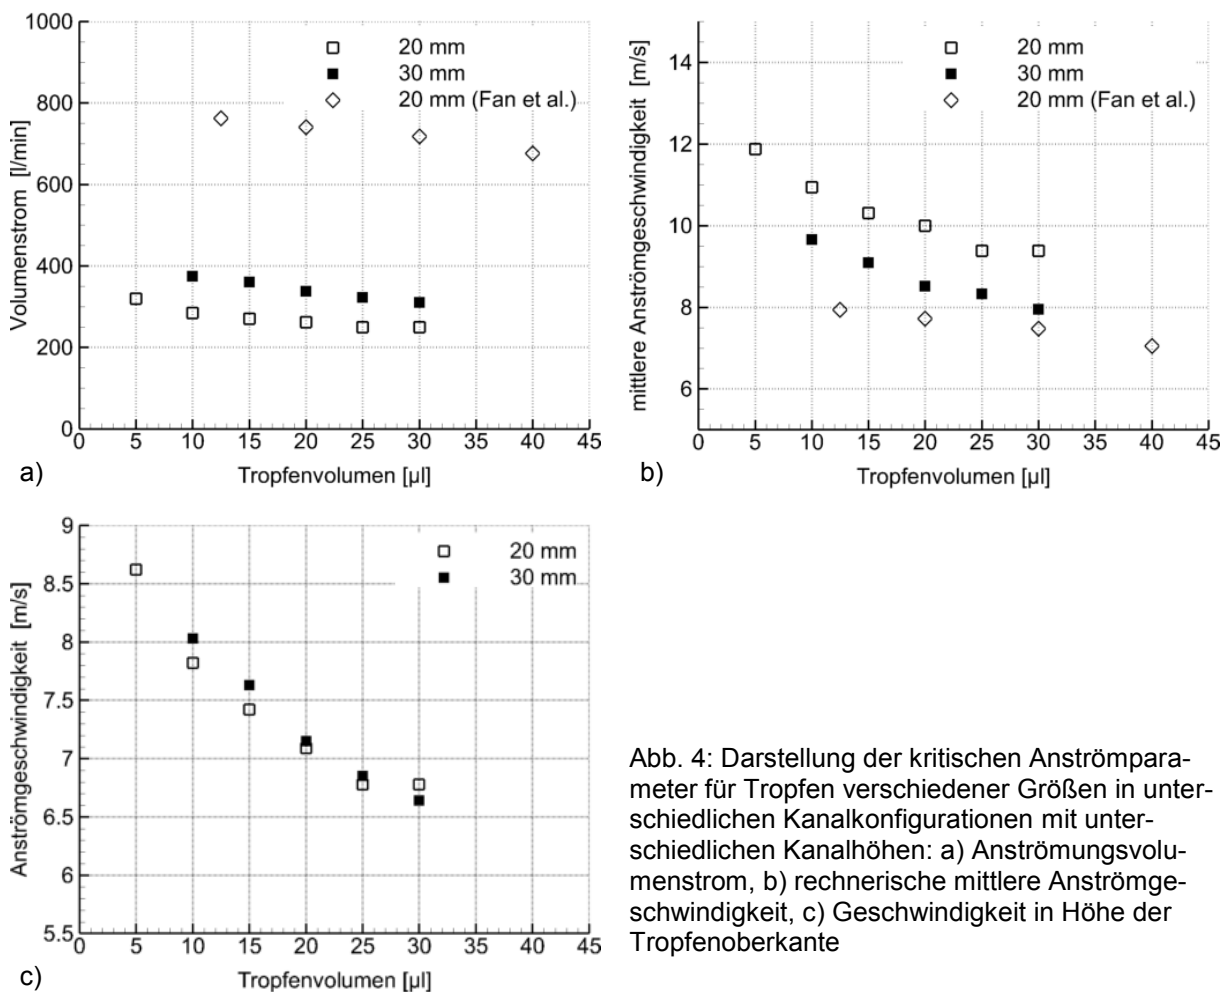 1000
800
600
400
200
0
Volumenstrom [l/min]
20 mm
30 mm
20 mm (Fan et al.)
0 5 10 15 20 25 30 35 40 45
Tropfenvolumen [µl]
a)
14
12
10
8
6
mittlere Anströmgeschwindigkeit [m/s]
20 mm
30 mm
20 mm (Fan et al.)
0 5 10 15 20 25 30 35 40 45
Tropfenvolumen [µl]
b)
9
8.5
8
7.5
7
6.5
6
5.5
Anströmgeschwindigkeit [m/s]
20 mm
30 mm
0 5 10 15 20 25 30 35 40 45
Tropfenvolumen [µl]
c)
Abb. 4: Darstellung der kritischen Anströmpara-
meter für Tropfen verschiedener Größen in unter-
schiedlichen Kanalkonfigurationen mit unter-
schiedlichen Kanalhöhen: a) Anströmungsvolu-
menstrom, b) rechnerische mittlere Anströmge-
schwindigkeit, c) Geschwindigkeit in Höhe der
Tropfenoberkante